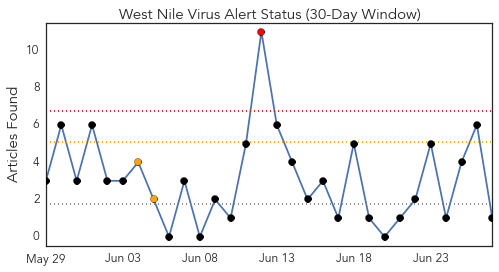 West Nile Virus Alert Status (30-Day Window)
Articles Found
10
8
6
4
2
0
May 29
Jun 03
Jun 08
Jun 13
Jun 18
Jun 23